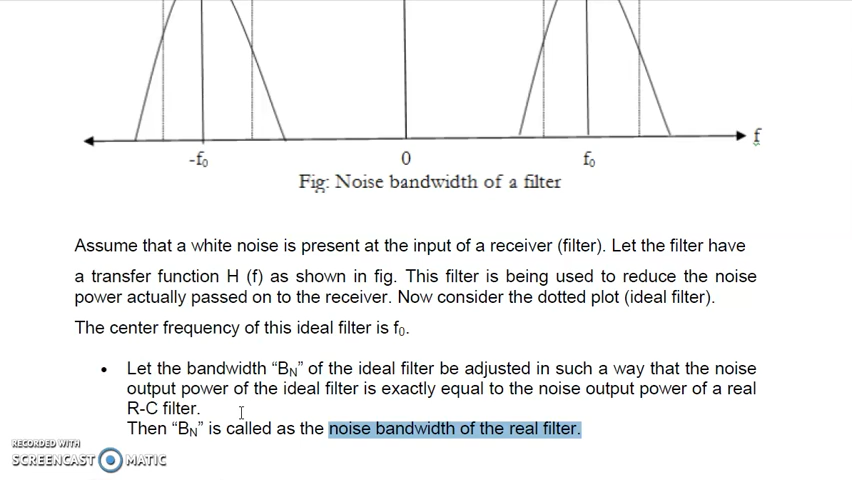 f
-f₀ 0 f₀
Fig: Noise bandwidth of a filter
Assume that a white noise is present at the input of a receiver (filter). Let the filter have
a transfer function H (f) as shown in fig. This filter is being used to reduce the noise
power actually passed on to the receiver. Now consider the dotted plot (ideal filter).
The center frequency of this ideal filter is f₀.
• Let the bandwidth “Bɴ” of the ideal filter be adjusted in such a way that the noise
output power of the ideal filter is exactly equal to the noise output power of a real
R-C filter.
Then “Bɴ” is called as the noise bandwidth of the real filter.
RECORDED WITH
SCREENCAST MATIC